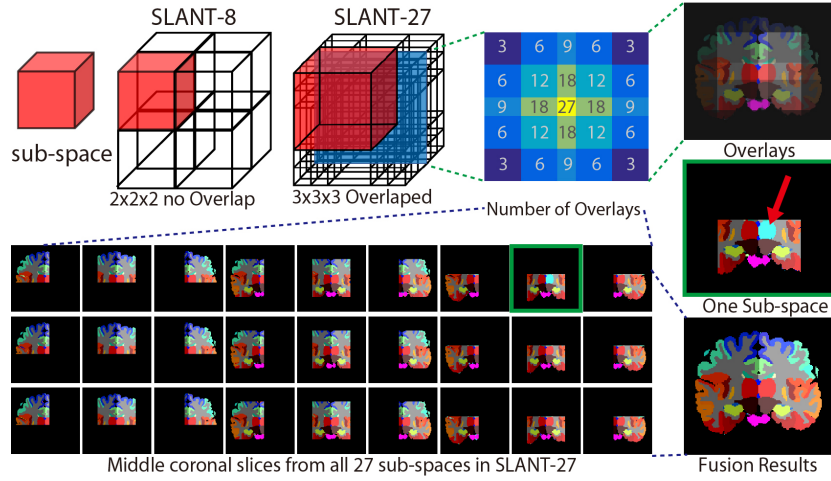 SLANT-8
SLANT-27
sub-space
2x2x2 no Overlap
3x3x3 Overlaped
3 6 9 6 3
6 12 18 12 6
9 18 27 18 9
6 12 18 12 6
3 6 9 6 3
Number of Overlays
Overlays
One Sub-space
Middle coronal slices from all 27 sub-spaces in SLANT-27
Fusion Results